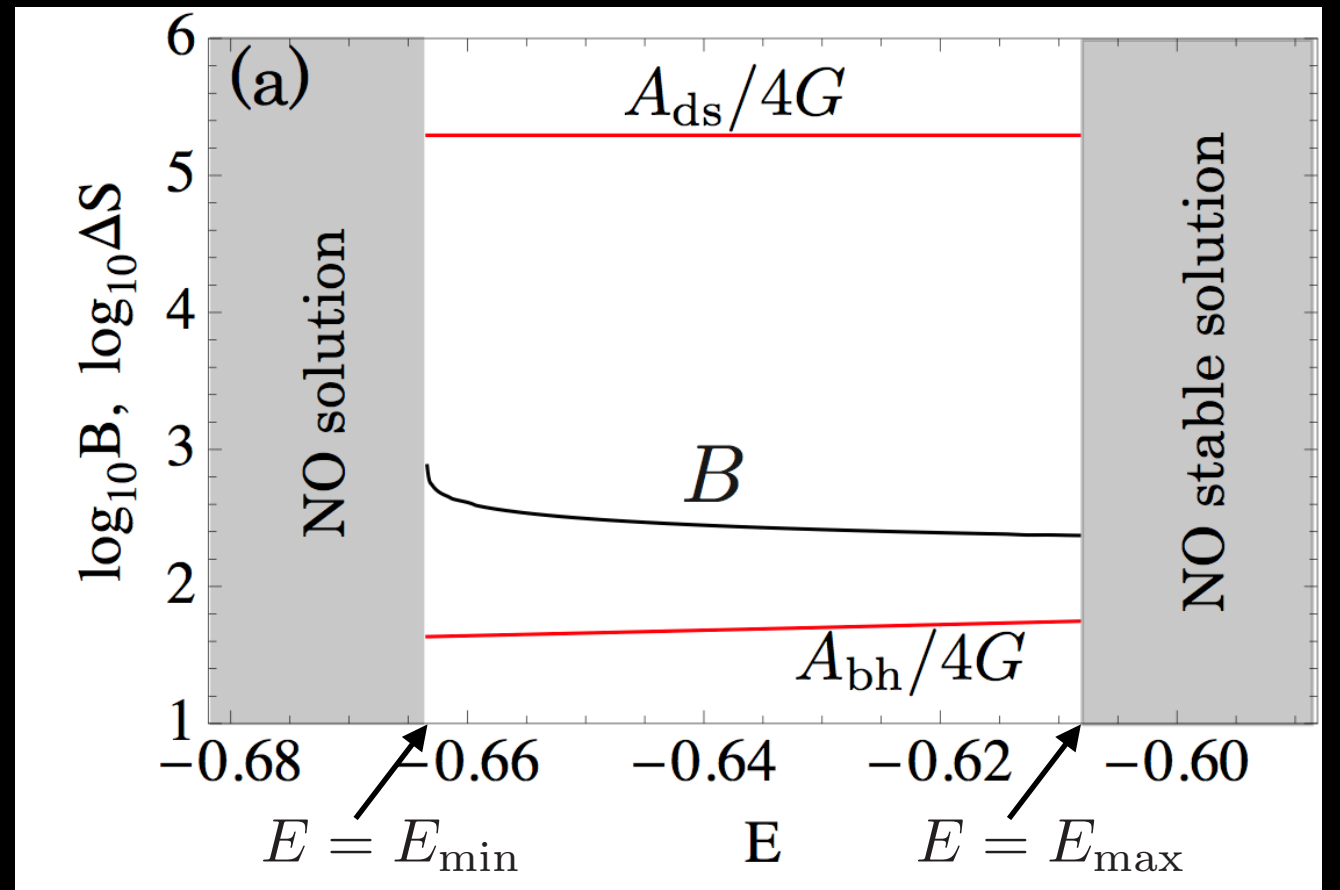 (a)
A_ds/4G
log₁₀B, log₁₀ΔS
6
5
4
3
2
1
NO solution
B
NO stable solution
A_bh/4G
−0.68 −0.66 −0.64 −0.62 −0.60
E = E_min
E
E = E_max